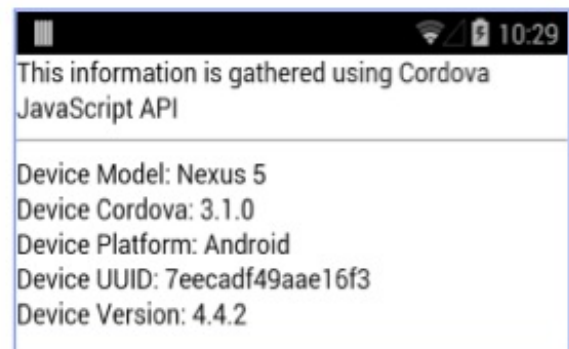 10:29
This information is gathered using Cordova
JavaScript API
Device Model: Nexus 5
Device Cordova: 3.1.0
Device Platform: Android
Device UUID: 7eecadf49aae16f3
Device Version: 4.4.2